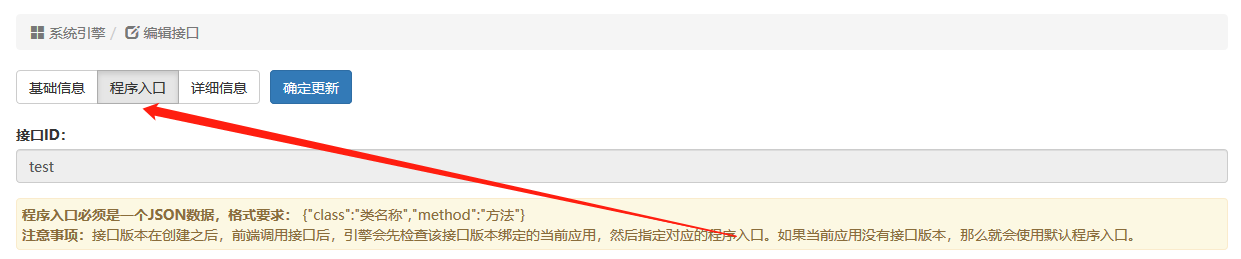 系统引擎 / 编辑接口
基础信息 程序入口 详细信息 确定更新
接口ID：
test
程序入口必须是一个JSON数据，格式要求： {"class":"类名称","method":"方法"}
注意事项：接口版本在创建之后，前端调用接口后，引擎会先检查该接口版本绑定的当前应用，然后指定对应的程序入口。如果当前应用没有接口版本，那么就会使用默认程序入口。